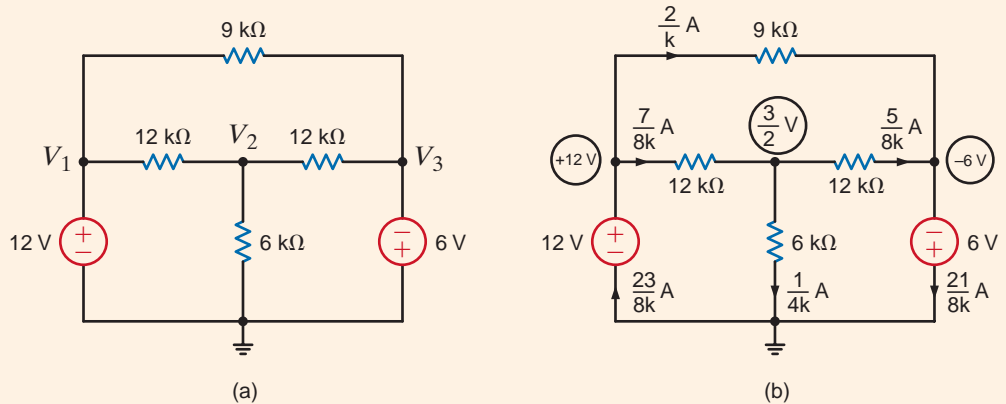 9 kΩ
12 kΩ
V2
12 kΩ
V1
V3
12 V
+
−
6 kΩ
−
+
6 V
(a)
2/k A
9 kΩ
7/8k A
3/2 V
5/8k A
+12 V
–6 V
12 kΩ
12 kΩ
12 V
+
−
6 kΩ
−
+
6 V
23/8k A
1/4k A
21/8k A
(b)